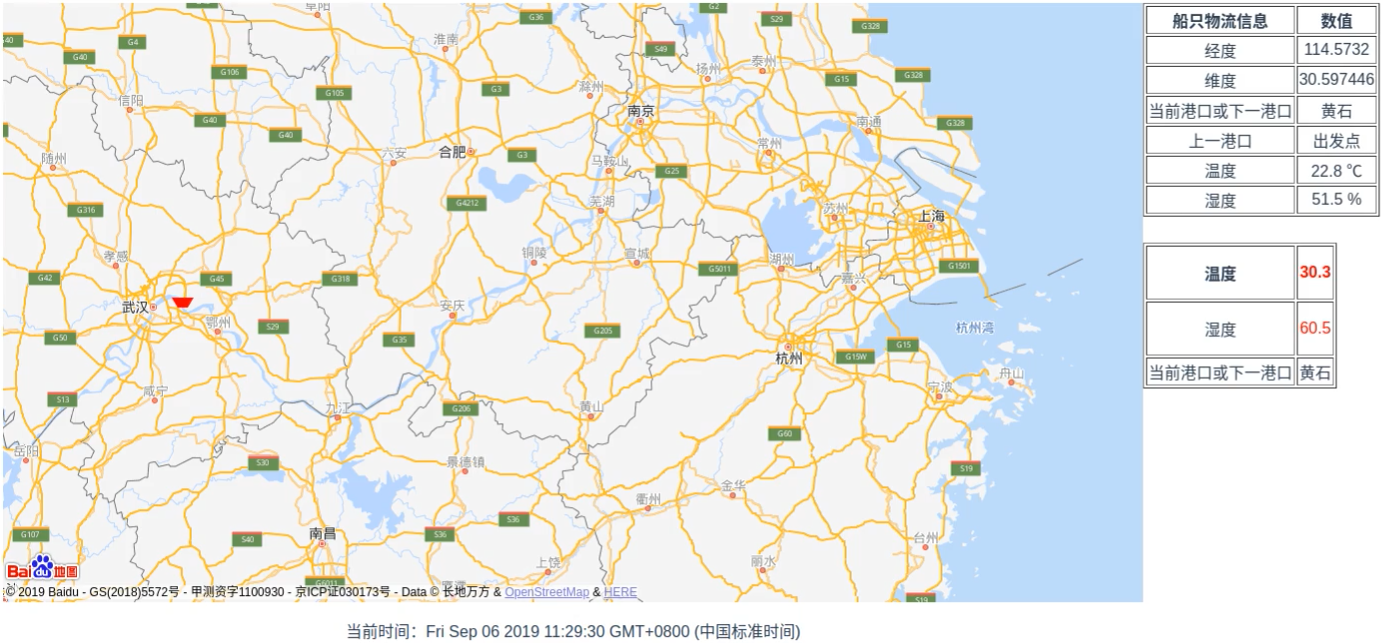 阜阳
G36
G2
S29
G328
S40
G4
淮南
S49
扬州
泰州
G40
G106
G105
G3
滁州
G15
G328
信阳
南京
南通
G328
G40
G40
随州
六安
合肥
G3
马鞍山
G25
常州
G316
G4212
芜湖
苏州
上海
孝感
G42
G45
G318
铜陵
宣城
G5011
湖州
嘉兴
G1501
武汉
鄂州
S29
安庆
G50
G35
G205
杭州湾
杭州
G15W
G15
咸宁
S13
九江
G206
黄山
宁波
舟山
岳阳
S30
景德镇
G60
S19
衢州
金华
G107
S40
南昌
S36
S36
台州
上饶
丽水
鹰潭
G6011
S19
Bai du 地图
© 2019 Baidu - GS(2018)5572号 - 甲测资字1100930 - 京ICP证030173号 - Data © 长地万方 & OpenStreetMap & HERE
船只物流信息 数值
经度 114.5732
维度 30.597446
当前港口或下一港口 黄石
上一港口 出发点
温度 22.8 ℃
湿度 51.5 %
温度 30.3
湿度 60.5
当前港口或下一港口 黄石
当前时间：Fri Sep 06 2019 11:29:30 GMT+0800 (中国标准时间)